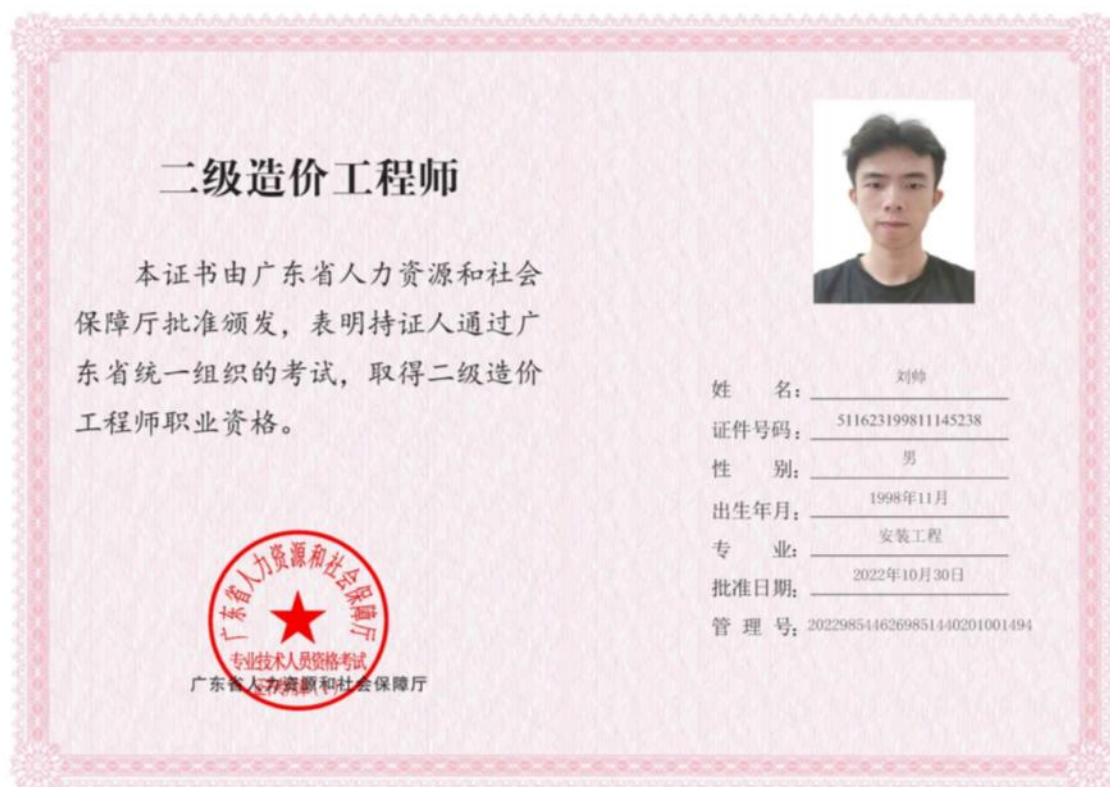 二级造价工程师
本证书由广东省人力资源和社会
保障厅批准颁发，表明持证人通过广
东省统一组织的考试，取得二级造价
工程师职业资格。
姓名：刘帅
证件号码：511623199811145238
性别：男
出生年月：1998年11月
专业：安装工程
批准日期：2022年10月30日
管理号：2022985446269851440201001494
广东省人力资源和社会保障厅
专业技术人员资格考试
广东省人力资源和社会保障厅